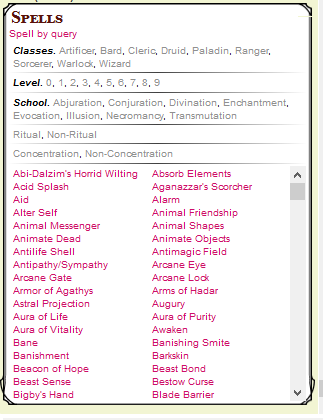 Spells
Spell by query
Classes. Artificer, Bard, Cleric, Druid, Paladin, Ranger,
Sorcerer, Warlock, Wizard
Level. 0, 1, 2, 3, 4, 5, 6, 7, 8, 9
School. Abjuration, Conjuration, Divination, Enchantment,
Evocation, Illusion, Necromancy, Transmutation
Ritual, Non-Ritual
Concentration, Non-Concentration
Abi-Dalzim's Horrid Wilting Absorb Elements
Acid Splash Aganazzar's Scorcher
Aid Alarm
Alter Self Animal Friendship
Animal Messenger Animal Shapes
Animate Dead Animate Objects
Antilife Shell Antimagic Field
Antipathy/Sympathy Arcane Eye
Arcane Gate Arcane Lock
Armor of Agathys Arms of Hadar
Astral Projection Augury
Aura of Life Aura of Purity
Aura of Vitality Awaken
Bane Banishing Smite
Banishment Barkskin
Beacon of Hope Beast Bond
Beast Sense Bestow Curse
Bigby's Hand Blade Barrier